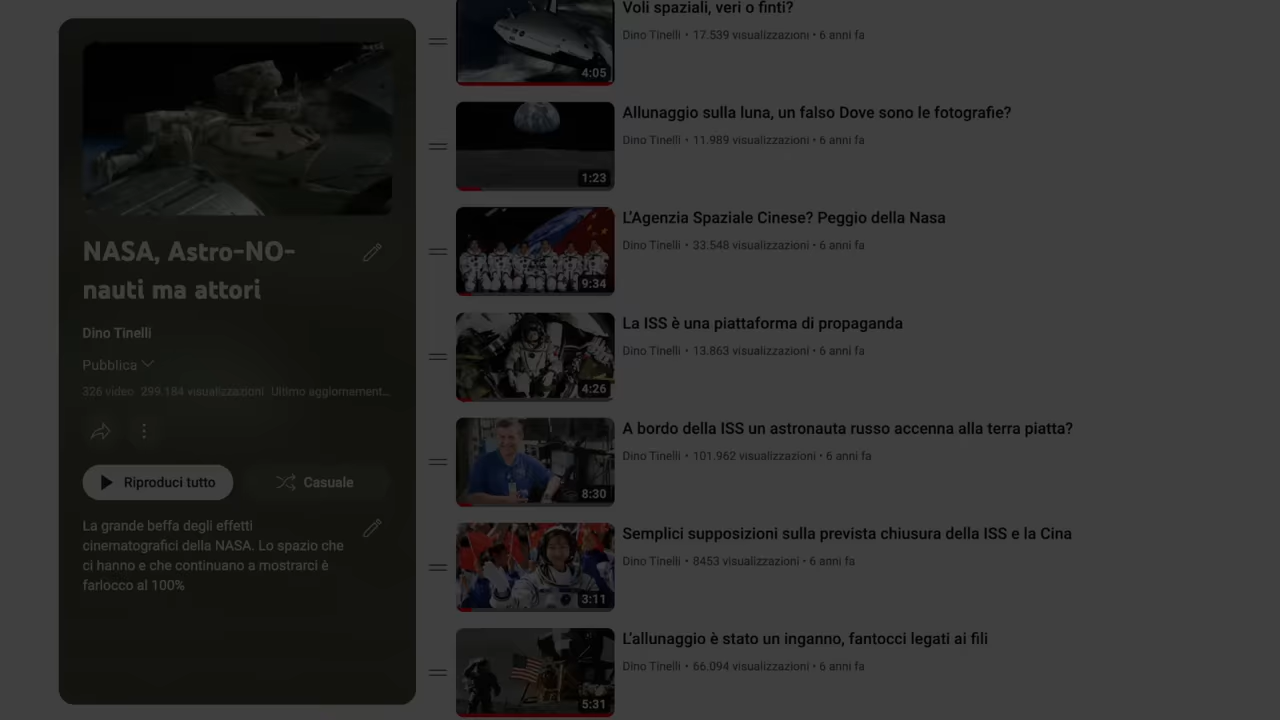 NASA, Astro-NO-
nauti ma attori
Dino Tinelli
Pubblica
326 video 299.184 visualizzazioni Ultimo aggiornament...
Riproduci tutto
Casuale
La grande beffa degli effetti
cinematografici della NASA. Lo spazio che
ci hanno e che continuano a mostrarci è
farlocco al 100%
Voli spaziali, veri o finti?
Dino Tinelli • 17.539 visualizzazioni • 6 anni fa
4:05
Allunaggio sulla luna, un falso Dove sono le fotografie?
Dino Tinelli • 11.989 visualizzazioni • 6 anni fa
1:23
L'Agenzia Spaziale Cinese? Peggio della Nasa
Dino Tinelli • 33.548 visualizzazioni • 6 anni fa
9:34
La ISS è una piattaforma di propaganda
Dino Tinelli • 13.863 visualizzazioni • 6 anni fa
4:26
A bordo della ISS un astronauta russo accenna alla terra piatta?
Dino Tinelli • 101.962 visualizzazioni • 6 anni fa
8:30
Semplici supposizioni sulla prevista chiusura della ISS e la Cina
Dino Tinelli • 8453 visualizzazioni • 6 anni fa
3:11
L'allunaggio è stato un inganno, fantocci legati ai fili
Dino Tinelli • 66.094 visualizzazioni • 6 anni fa
5:31